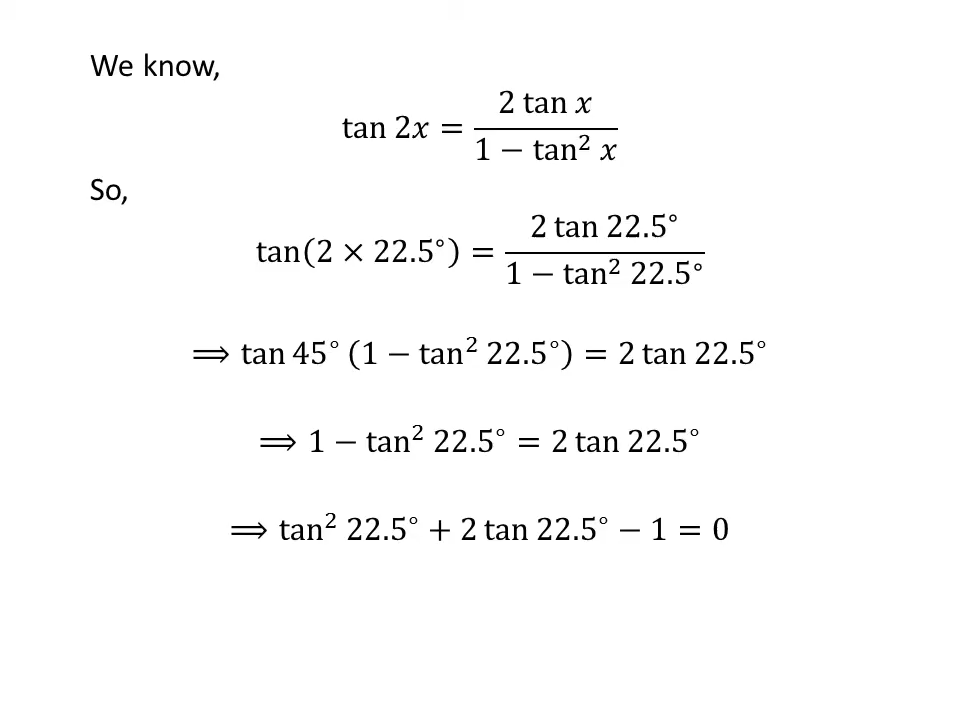 We know,
tan 2𝑥 = 2 tan 𝑥 / 1 − tan² 𝑥
So,
tan(2 × 22.5°) = 2 tan 22.5° / 1 − tan² 22.5°
⟹ tan 45° (1 − tan² 22.5°) = 2 tan 22.5°
⟹ 1 − tan² 22.5° = 2 tan 22.5°
⟹ tan² 22.5° + 2 tan 22.5° − 1 = 0